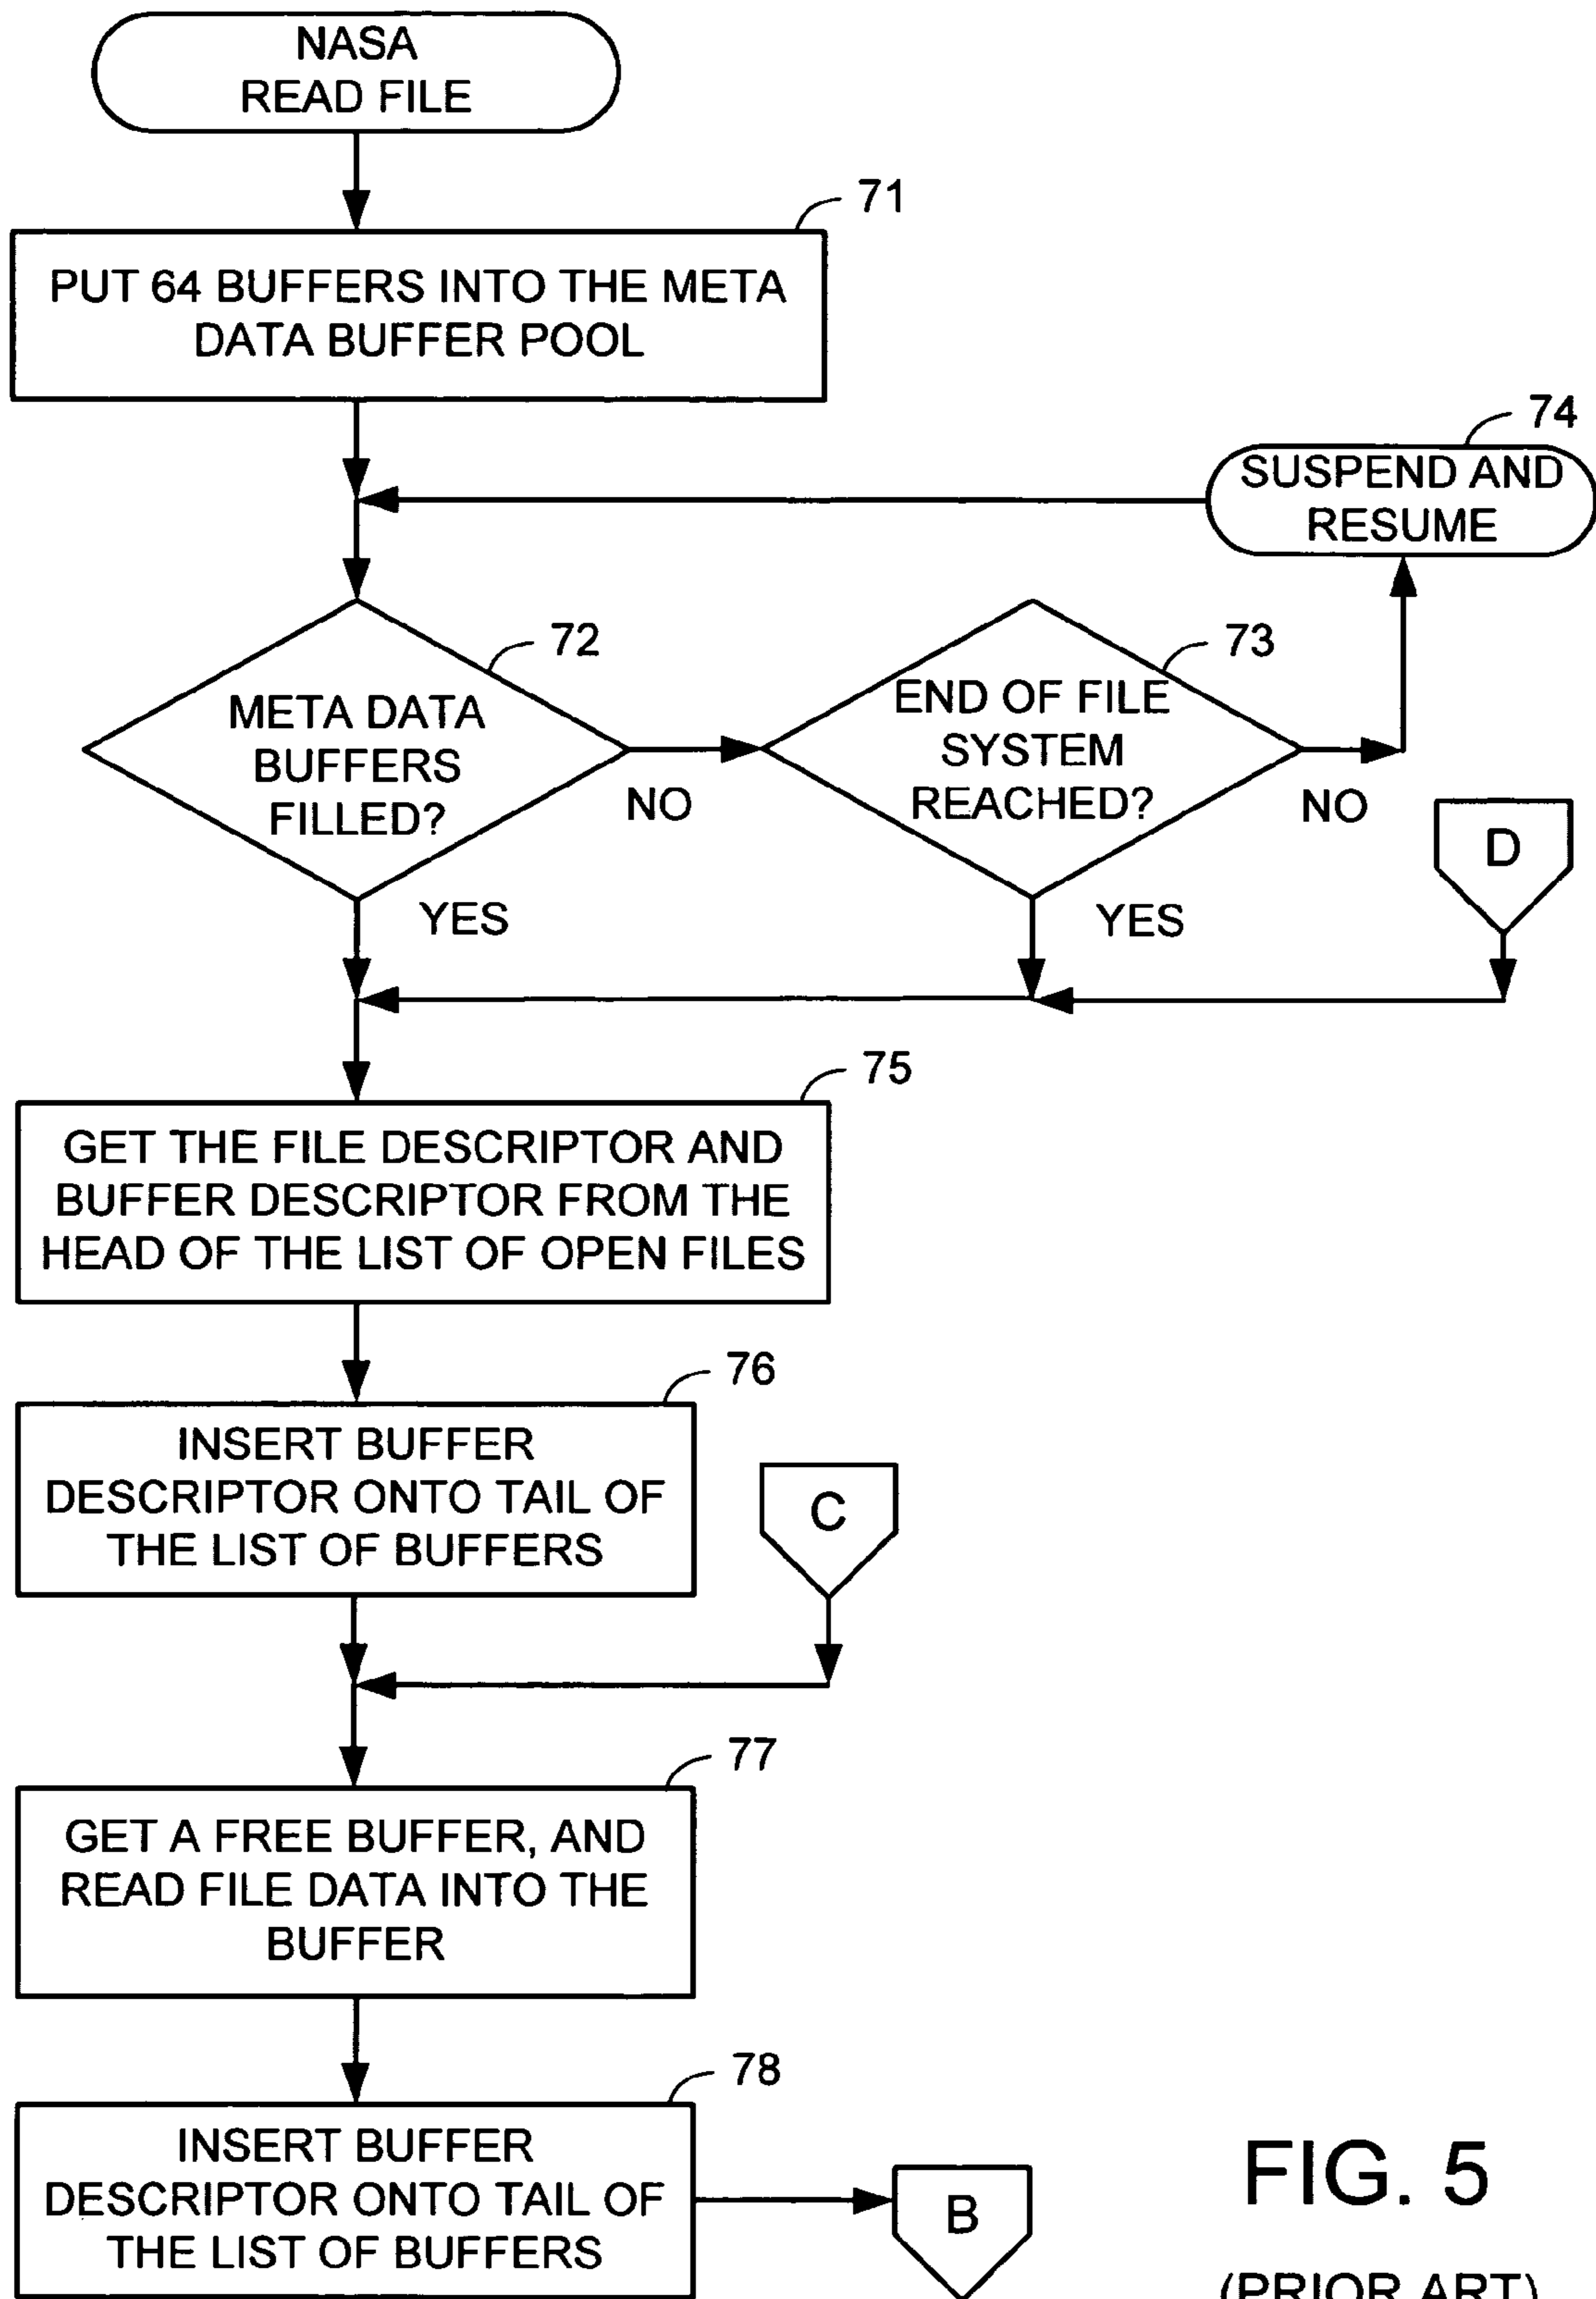 NASA
READ FILE
71
PUT 64 BUFFERS INTO THE META
DATA BUFFER POOL
74
SUSPEND AND
RESUME
72
META DATA
BUFFERS
FILLED?
NO
YES
73
END OF FILE
SYSTEM
REACHED?
NO
YES
D
75
GET THE FILE DESCRIPTOR AND
BUFFER DESCRIPTOR FROM THE
HEAD OF THE LIST OF OPEN FILES
76
INSERT BUFFER
DESCRIPTOR ONTO TAIL OF
THE LIST OF BUFFERS
C
77
GET A FREE BUFFER, AND
READ FILE DATA INTO THE
BUFFER
78
INSERT BUFFER
DESCRIPTOR ONTO TAIL OF
THE LIST OF BUFFERS
B
FIG. 5
(PRIOR ART)